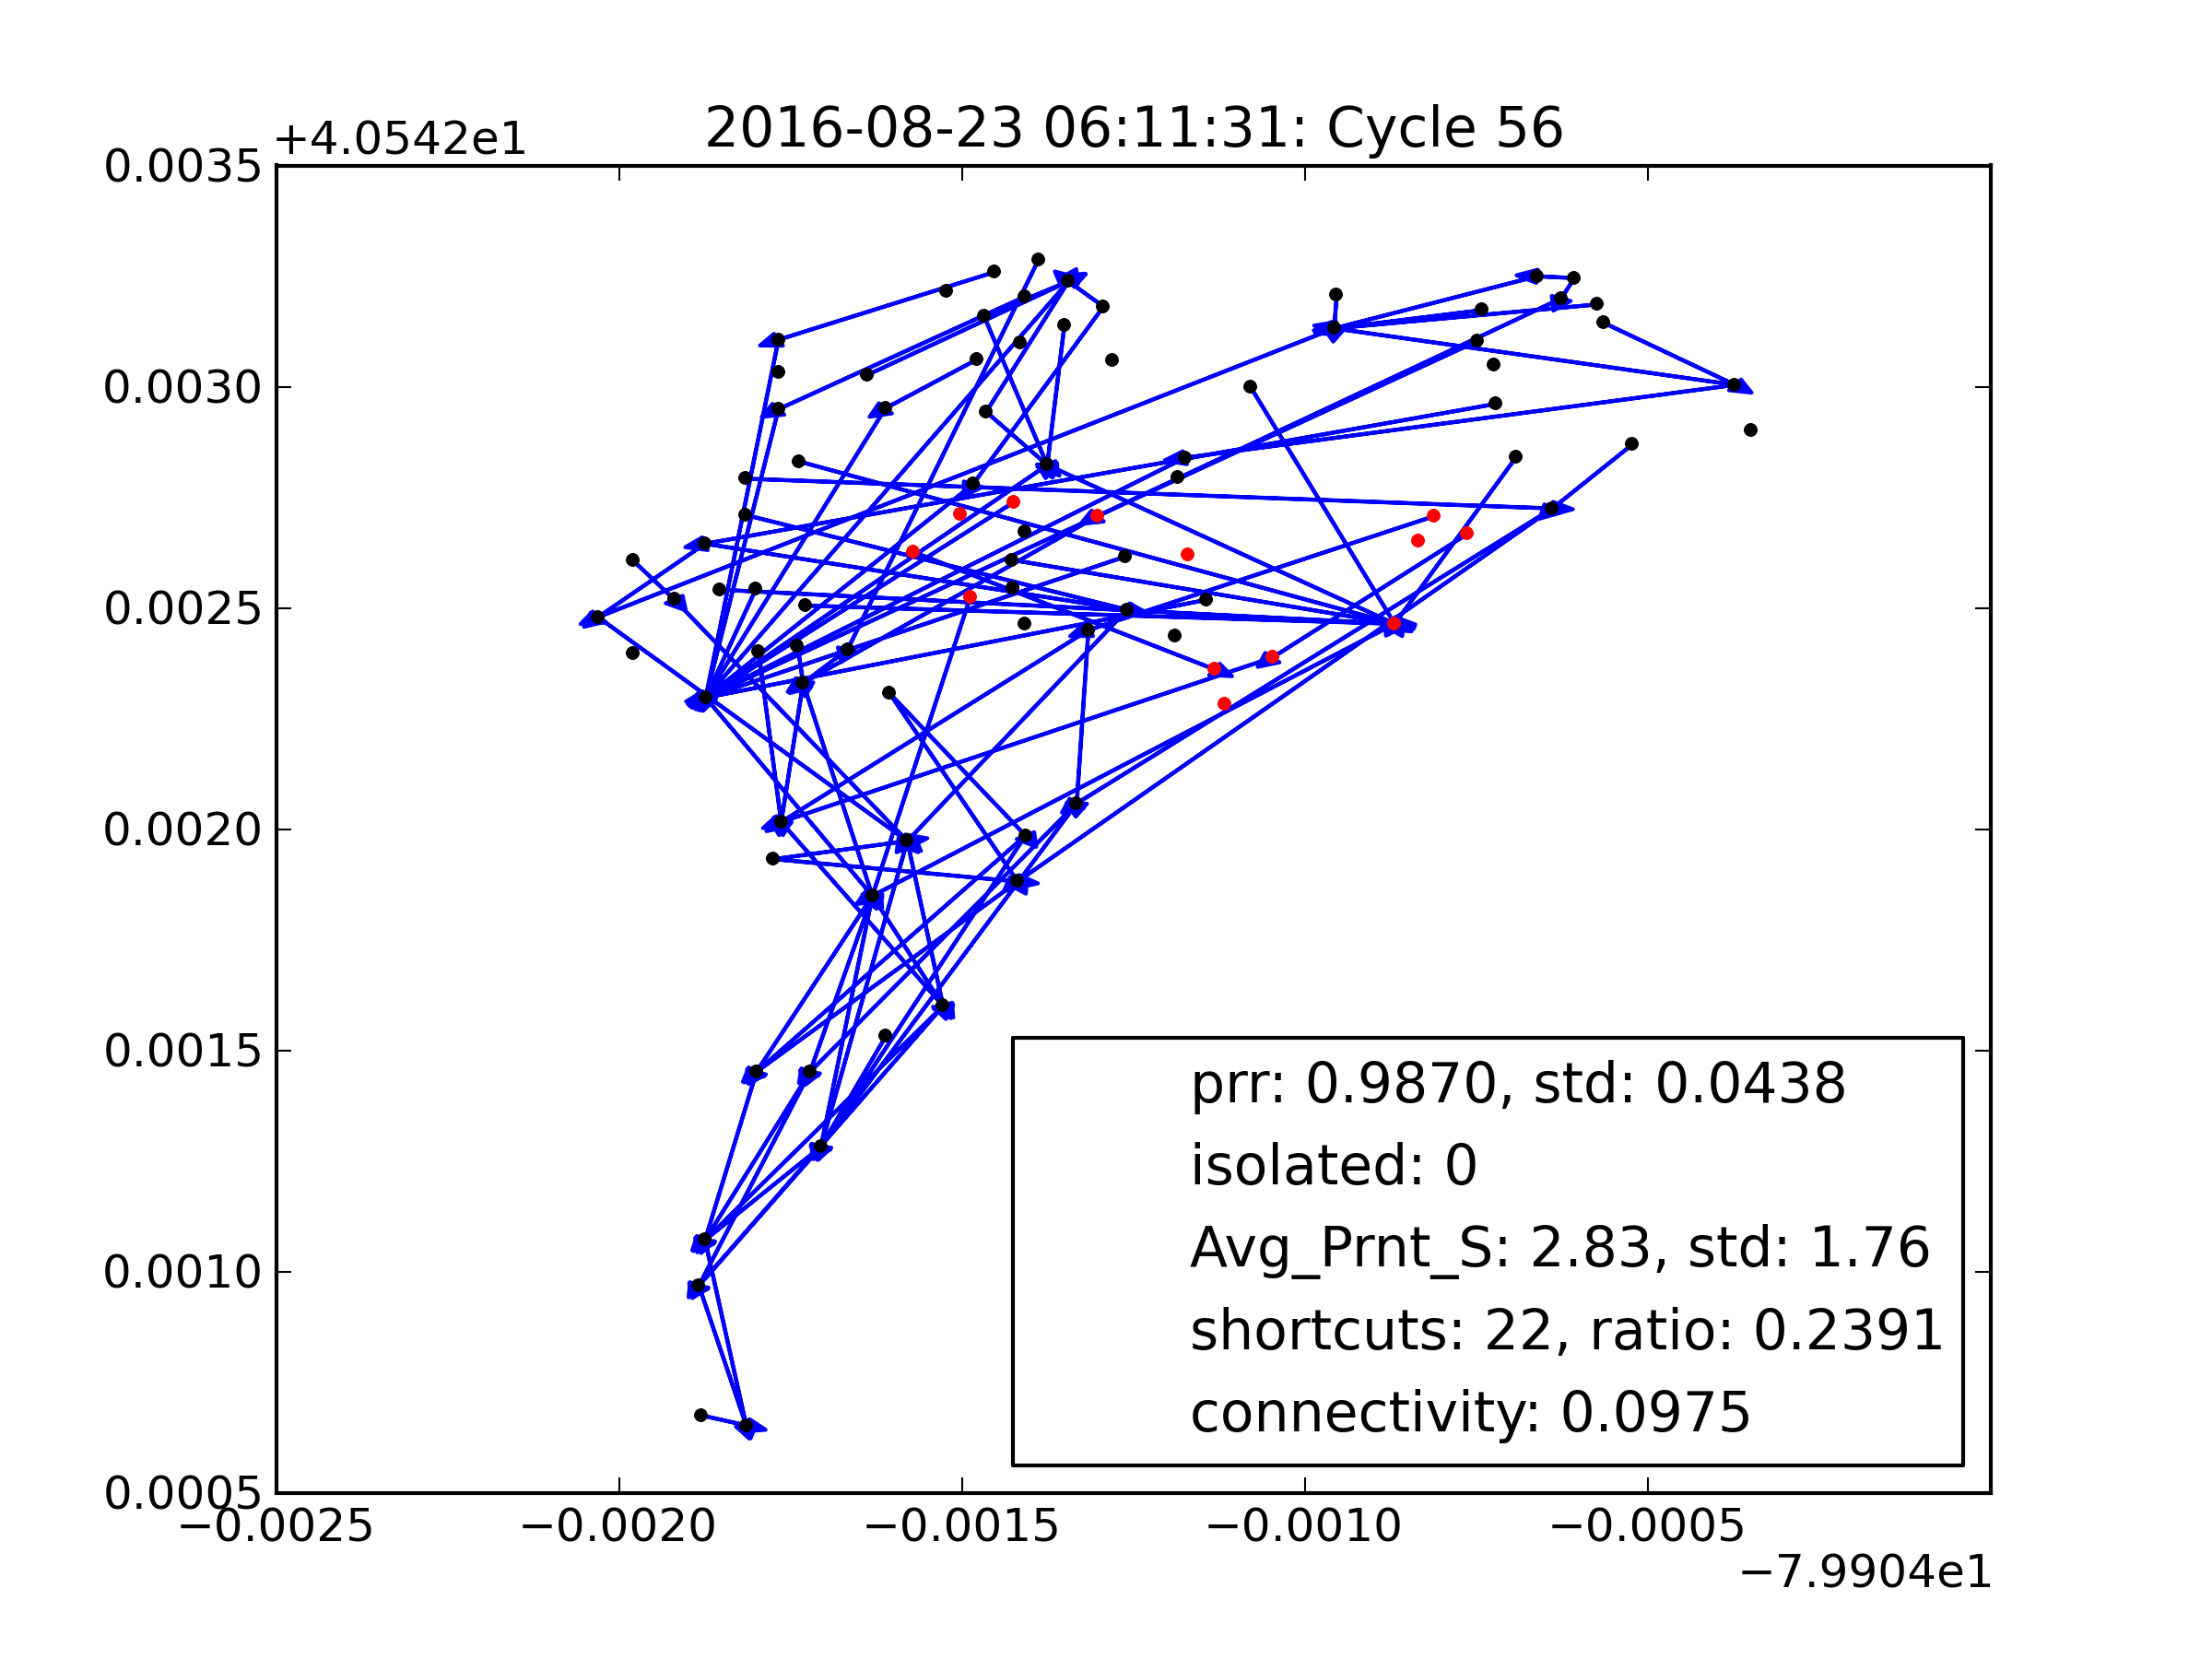 2016-08-23 06:11:31: Cycle 56
+4.0542e1
0.0035
0.0030
0.0025
0.0020
0.0015
0.0010
0.0005
prr: 0.9870, std: 0.0438
isolated: 0
Avg_Prnt_S: 2.83, std: 1.76
shortcuts: 22, ratio: 0.2391
connectivity: 0.0975
−0.0025 −0.0020 −0.0015 −0.0010 −0.0005
−7.9904e1